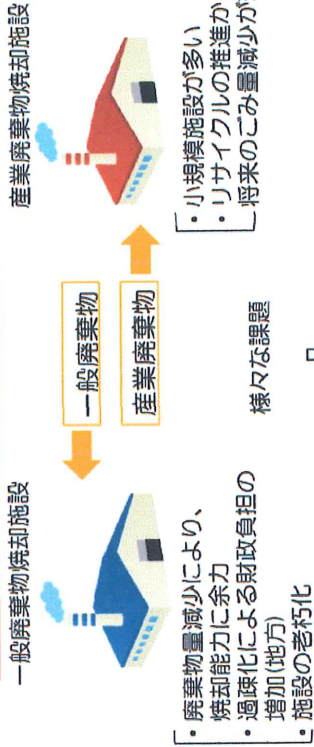 一般廃棄物焼却施設
産業廃棄物焼却施設
一般廃棄物
産業廃棄物
・廃棄物量減少により、
焼却能力に余力
・過疎化による財政負担の
増加(地方)
・施設の老朽化
様々な課題
・小規模施設が多い
・リサイクルの推進か
将来のごみ量減少が